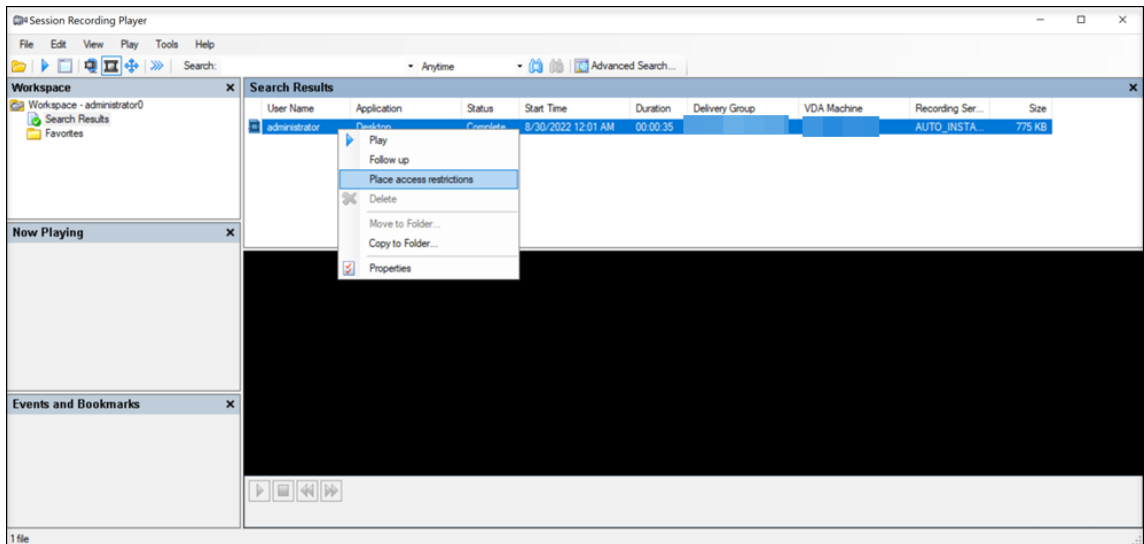 Session Recording Player
File Edit View Play Tools Help
Search: Anytime Advanced Search...
Workspace
Workspace - administrator0
Search Results
Favorites
Now Playing
Events and Bookmarks
Search Results
User Name Application Status Start Time Duration Delivery Group VDA Machine Recording Ser... Size
administrator Desktop Complete 8/30/2022 12:01 AM 00:00:35 AUTO_INSTA... 775 KB
Play
Follow up
Place access restrictions
Delete
Move to Folder...
Copy to Folder...
Properties
1 file